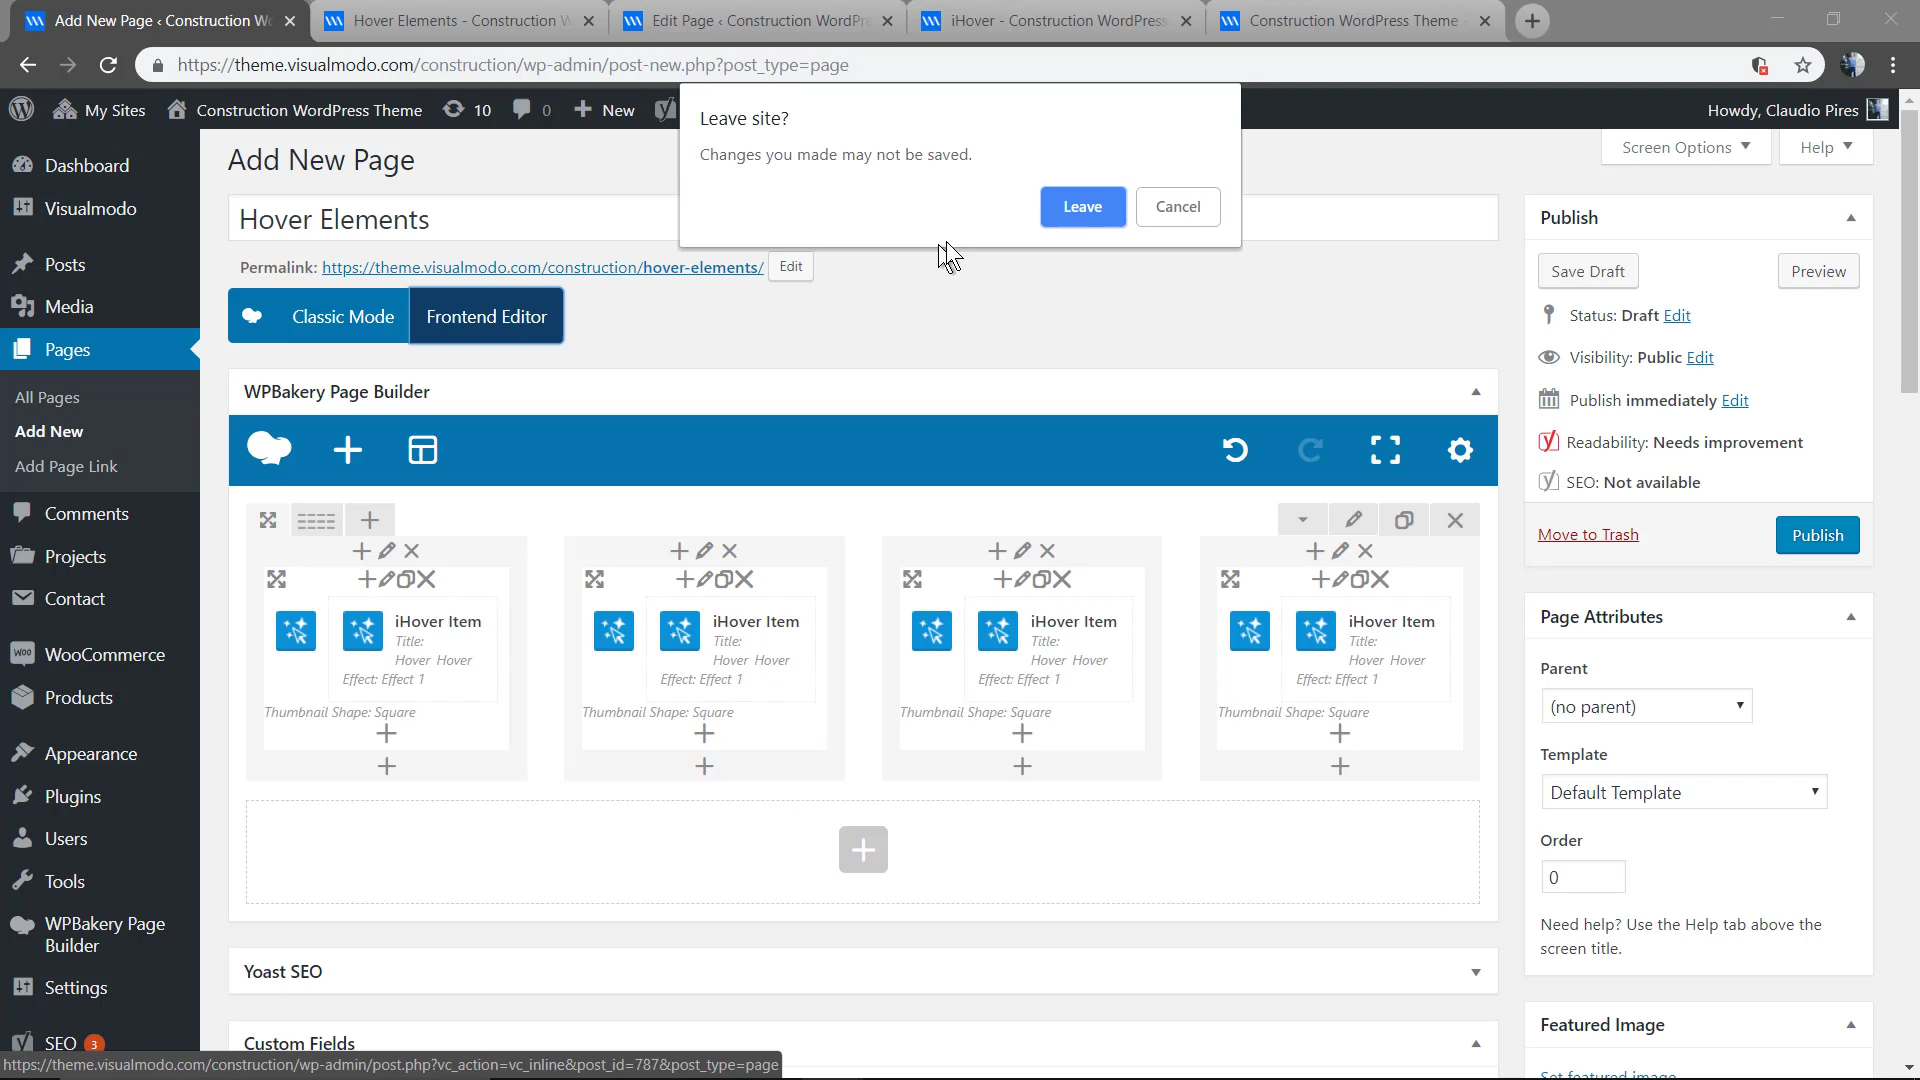 Add New Page ‹ Construction Wo
Hover Elements - Construction W
Edit Page ‹ Construction WordPre
iHover - Construction WordPress
Construction WordPress Theme -
https://theme.visualmodo.com/construction/wp-admin/post-new.php?post_type=page
My Sites
Construction WordPress Theme
10
0
New
Howdy, Claudio Pires
Leave site?
Changes you made may not be saved.
Leave
Cancel
Dashboard
Visualmodo
Posts
Media
Pages
All Pages
Add New
Add Page Link
Comments
Projects
Contact
WooCommerce
Products
Appearance
Plugins
Users
Tools
WPBakery Page
Builder
Settings
SEO 3
Add New Page
Screen Options
Help
Hover Elements
Permalink: https://theme.visualmodo.com/construction/hover-elements/ Edit
Classic Mode
Frontend Editor
WPBakery Page Builder
iHover Item
Title:
Hover Hover
Effect: Effect 1
Thumbnail Shape: Square
iHover Item
Title:
Hover Hover
Effect: Effect 1
Thumbnail Shape: Square
iHover Item
Title:
Hover Hover
Effect: Effect 1
Thumbnail Shape: Square
iHover Item
Title:
Hover Hover
Effect: Effect 1
Thumbnail Shape: Square
Yoast SEO
Custom Fields
Publish
Save Draft
Preview
Status: Draft Edit
Visibility: Public Edit
Publish immediately Edit
Readability: Needs improvement
SEO: Not available
Move to Trash
Publish
Page Attributes
Parent
(no parent)
Template
Default Template
Order
0
Need help? Use the Help tab above the
screen title.
Featured Image
Set featured image
https://theme.visualmodo.com/construction/wp-admin/post.php?vc_action=vc_inline&post_id=787&post_type=page